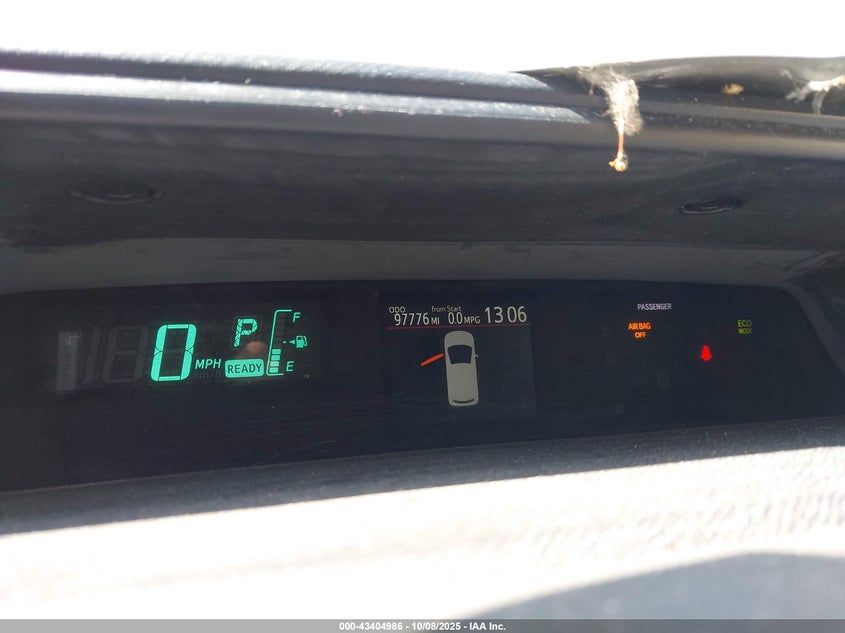 0 MPH
P
READY
F
E
ODO
97776 MI
from Start
0.0 MPG
13:06
PASSENGER
AIR BAG
OFF
ECO
MODE
000-43404986 - 10/08/2025 - IAA Inc.